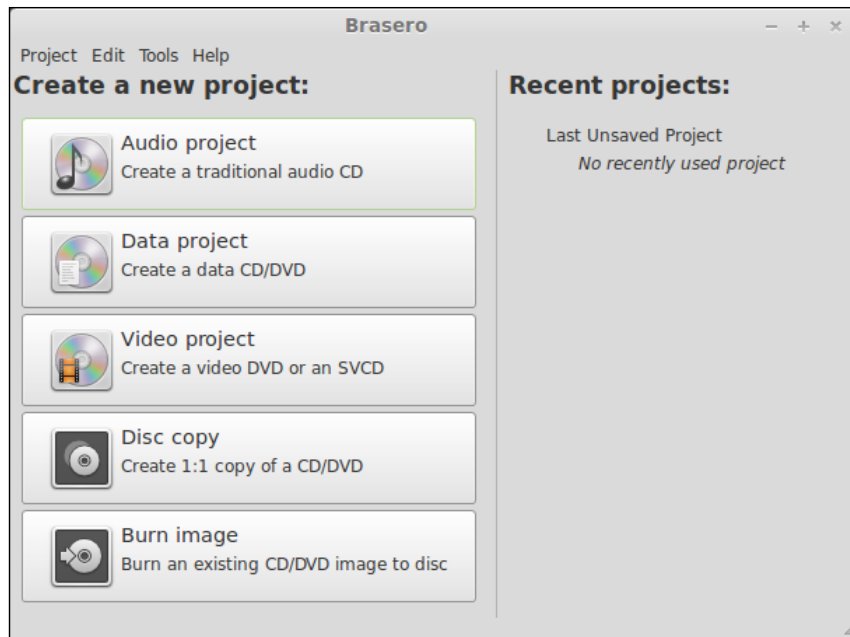 Brasero
Project Edit Tools Help
Create a new project:
Audio project
Create a traditional audio CD
Data project
Create a data CD/DVD
Video project
Create a video DVD or an SVCD
Disc copy
Create 1:1 copy of a CD/DVD
Burn image
Burn an existing CD/DVD image to disc
Recent projects:
Last Unsaved Project
No recently used project